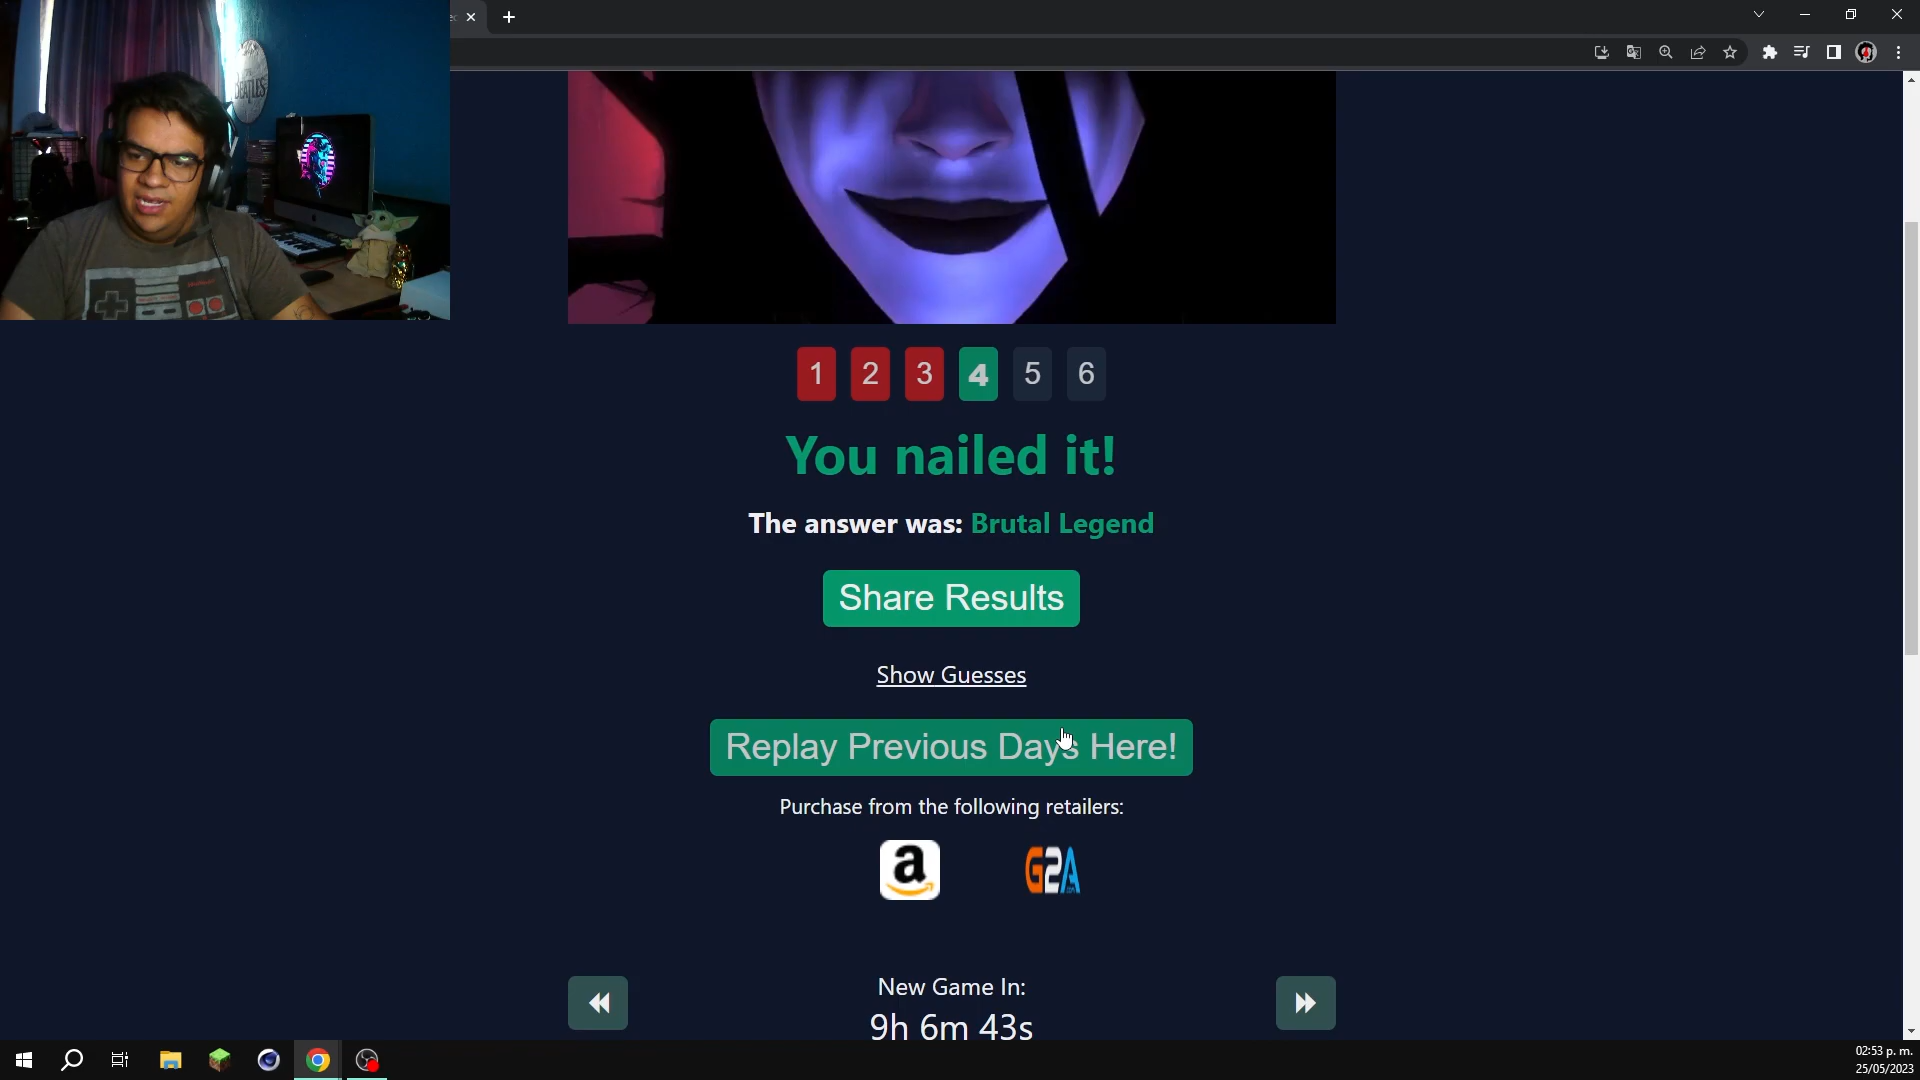 BEATLES
1 2 3 4 5 6
You nailed it!
The answer was: Brutal Legend
Share Results
Show Guesses
Replay Previous Days Here!
Purchase from the following retailers:
a
G2A
New Game In:
9h 6m 43s
02:53 p. m.
25/05/2023